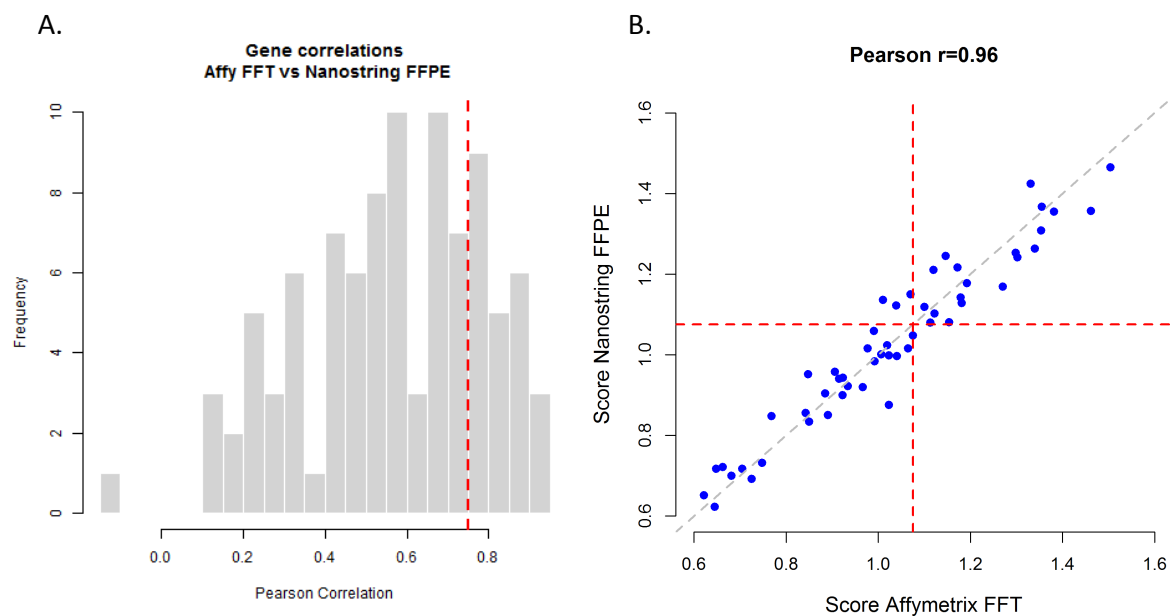 A.
Gene correlations
Affy FFT vs Nanostring FFPE
Frequency
10
8
6
4
2
0
0.0 0.2 0.4 0.6 0.8
Pearson Correlation
B.
Pearson r=0.96
Score Nanostring FFPE
1.6
1.4
1.2
1.0
0.8
0.6
0.6 0.8 1.0 1.2 1.4 1.6
Score Affymetrix FFT